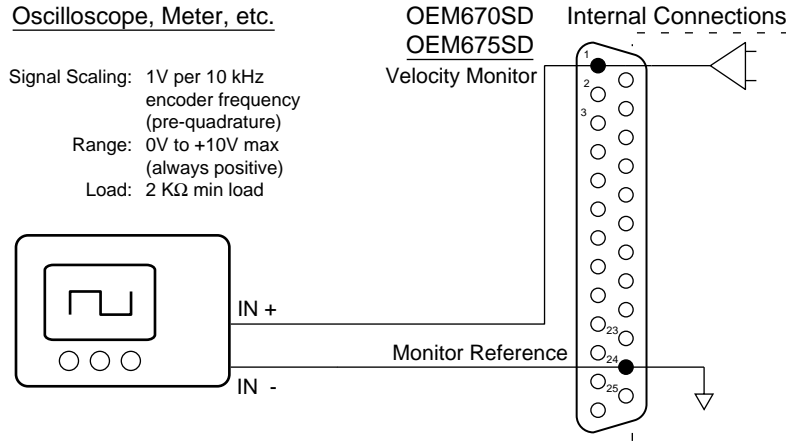 Oscilloscope, Meter, etc.
OEM670SD
OEM675SD
Internal Connections
Velocity Monitor
Signal Scaling: 1V per 10 kHz
encoder frequency
(pre-quadrature)
Range: 0V to +10V max
(always positive)
Load: 2 KΩ min load
1
2
3
IN +
23
Monitor Reference
24
IN -
25